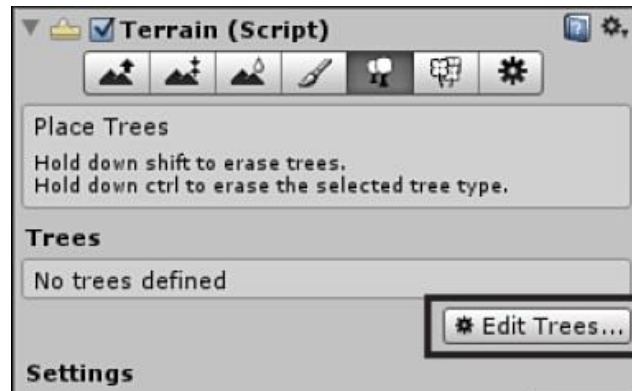 Terrain (Script)
Place Trees
Hold down shift to erase trees.
Hold down ctrl to erase the selected tree type.
Trees
No trees defined
Edit Trees...
Settings